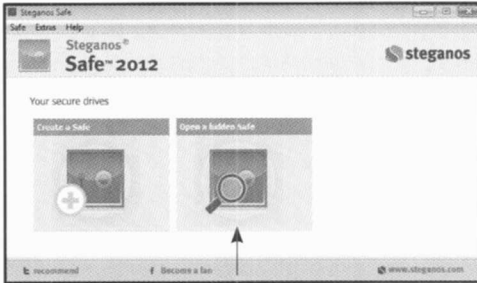 Steganos Safe
Safe Extras Help
Steganos®
Safe™ 2012
steganos
Your secure drives
Create a Safe
Open a hidden Safe
recommend
Become a fan
www.steganos.com